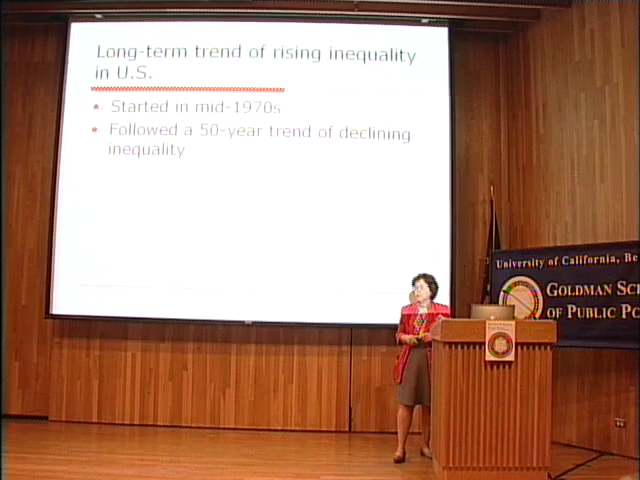 Long-term trend of rising inequality
in U.S.
Started in mid-1970s
Followed a 50-year trend of declining
inequality
University of California, Be
GOLDMAN SC
OF PUBLIC PO